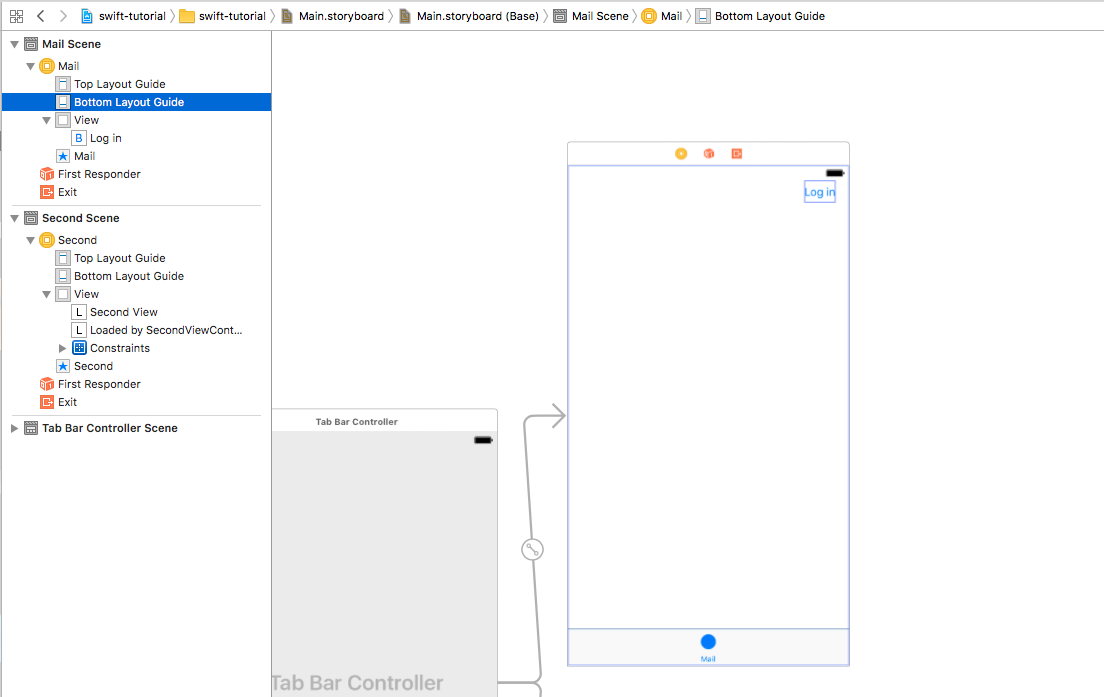 swift-tutorial
swift-tutorial
Main.storyboard
Main.storyboard (Base)
Mail Scene
Mail
Bottom Layout Guide
Mail Scene
Mail
Top Layout Guide
Bottom Layout Guide
View
B Log in
Mail
First Responder
Exit
Second Scene
Second
Top Layout Guide
Bottom Layout Guide
View
L Second View
L Loaded by SecondViewCont...
Constraints
Second
First Responder
Exit
Tab Bar Controller Scene
Log in
Tab Bar Controller
Tab Bar Controller
Mail